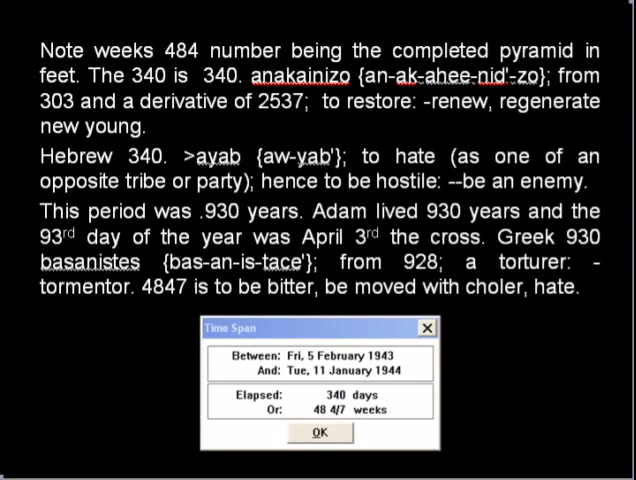 Note weeks 484 number being the completed pyramid in
feet. The 340 is 340. anakainizo {an-ak-ahee-nid'-zo}; from
303 and a derivative of 2537; to restore: -renew, regenerate
new young.
Hebrew 340. >ayab {aw-yab'}; to hate (as one of an
opposite tribe or party); hence to be hostile: --be an enemy.
This period was .930 years. Adam lived 930 years and the
93rd day of the year was April 3rd the cross. Greek 930
basanistes {bas-an-is-tace'}; from 928; a torturer: -
tormentor. 4847 is to be bitter, be moved with choler, hate.
Time Span
Between: Fri, 5 February 1943
And: Tue, 11 January 1944
Elapsed: 340 days
Or: 48 4/7 weeks
OK